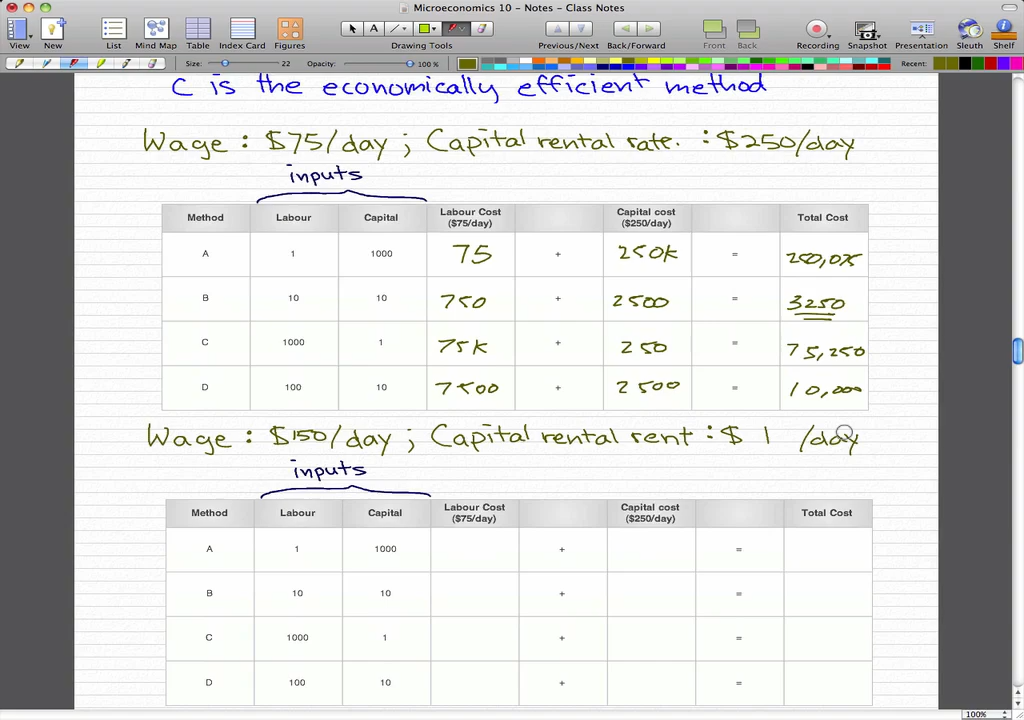 Microeconomics 10 - Notes - Class Notes
View New List Mind Map Table Index Card Figures Drawing Tools Previous/Next Back/Forward Front Back Recording Snapshot Presentation Sleuth Shelf
Size: 22 Opacity: 100 % Recent:
C is the economically efficient method
Wage : $75/day ; Capital rental rate. : $250/day
inputs
Method Labour Capital Labour Cost ($75/day) Capital cost ($250/day) Total Cost
A 1 1000 75 + 250K = 250,075
B 10 10 750 + 2500 = 3250
C 1000 1 75K + 250 = 75,250
D 100 10 7500 + 2500 = 10,000
Wage : $150/day ; Capital rental rent : $ 1 /day
inputs
Method Labour Capital Labour Cost ($75/day) Capital cost ($250/day) Total Cost
A 1 1000 + =
B 10 10 + =
C 1000 1 + =
D 100 10 + =
100%